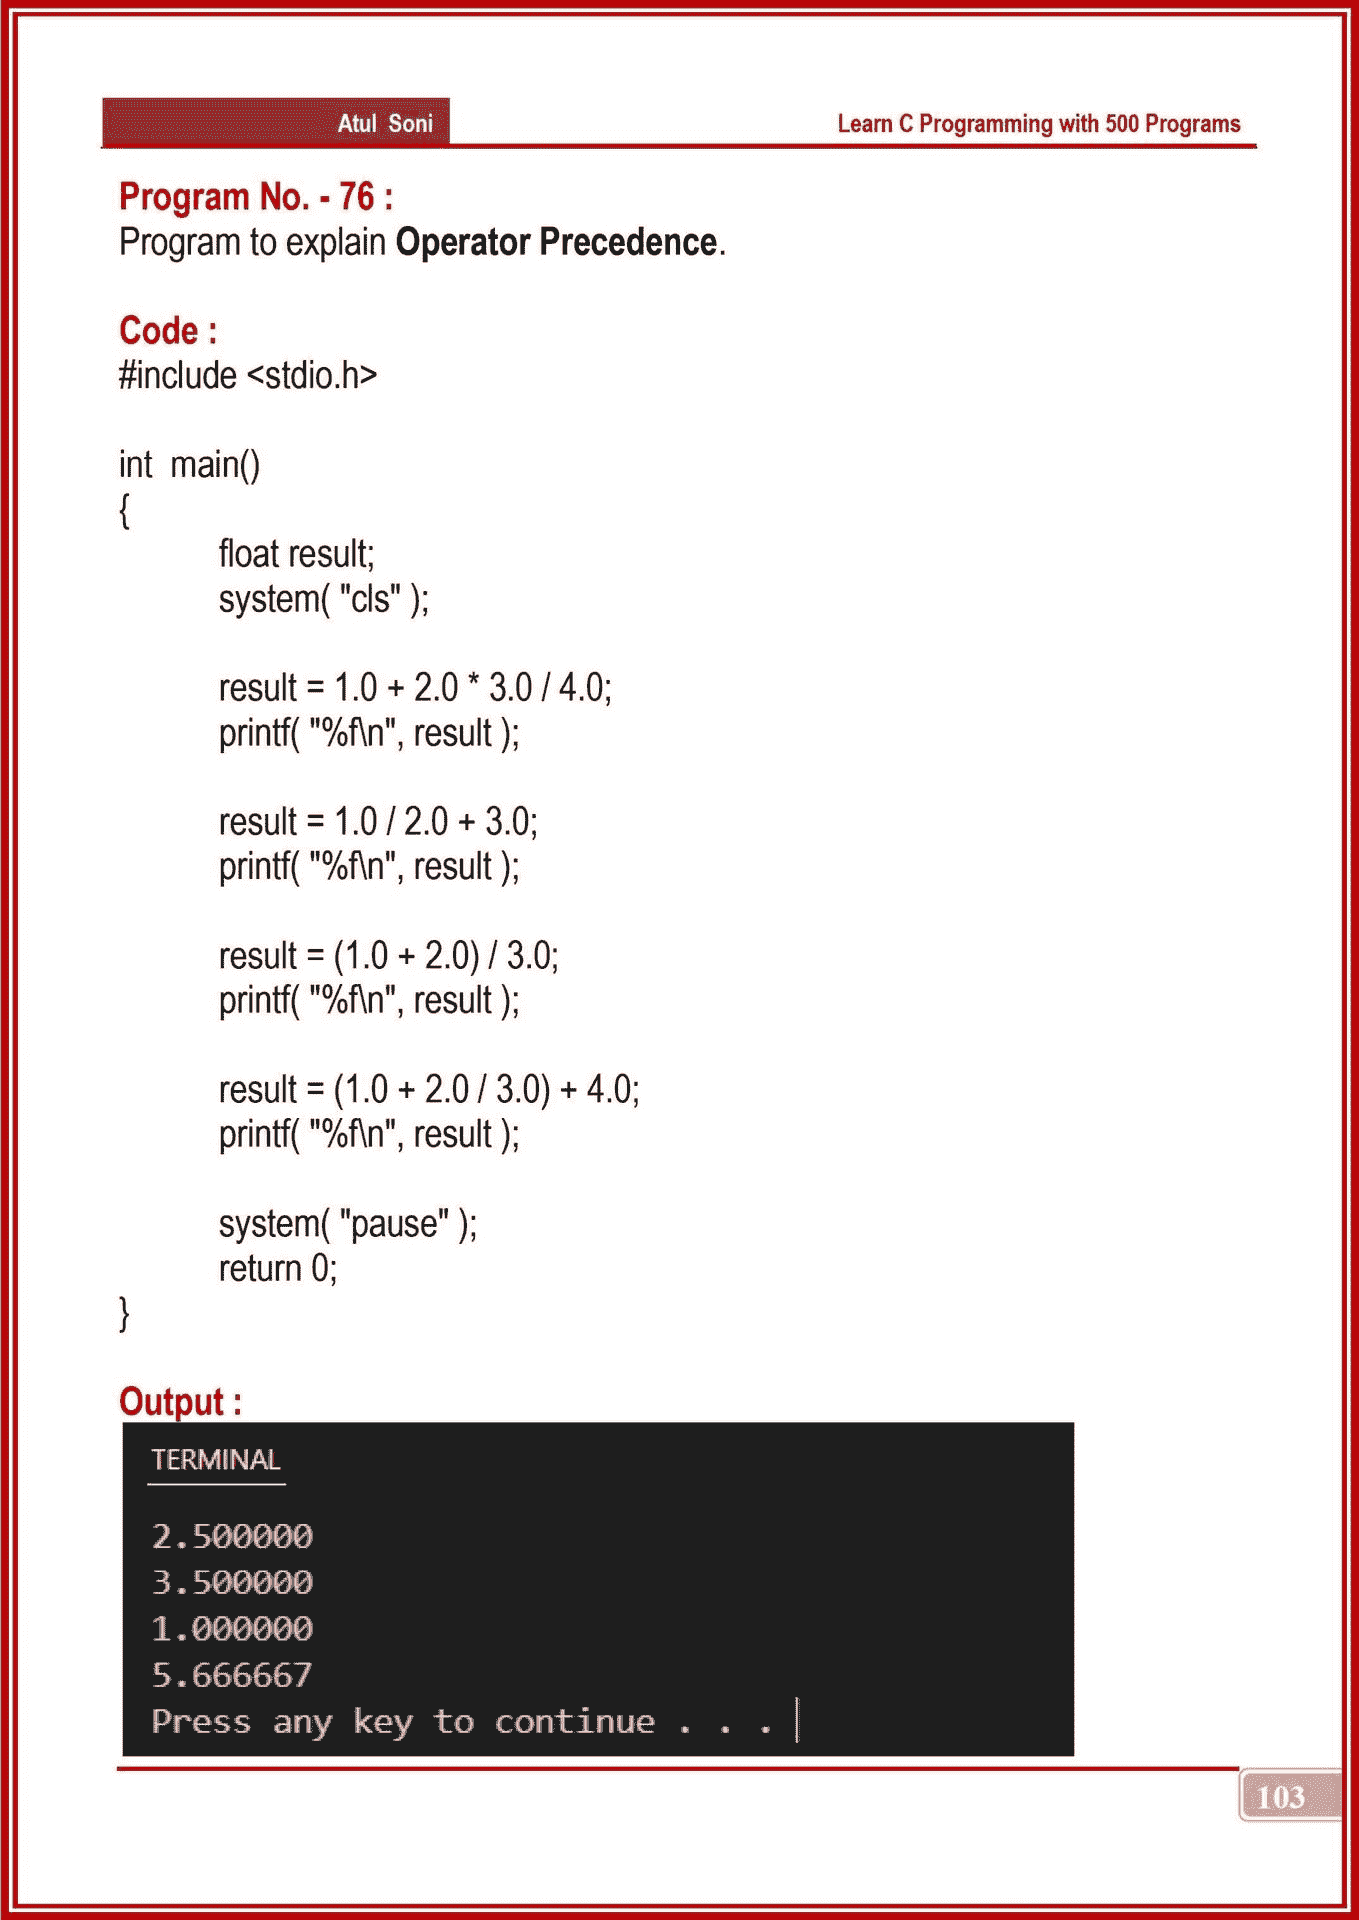 Atul  Soni
Learn C Programming with 500 Programs
Program No. - 76 :
Program to explain Operator Precedence.
Code :
#include <stdio.h>
int  main()
{
float result;
system( "cls" );
result = 1.0 + 2.0 * 3.0 / 4.0;
printf( "%f\n", result );
result = 1.0 / 2.0 + 3.0;
printf( "%f\n", result );
result = (1.0 + 2.0) / 3.0;
printf( "%f\n", result );
result = (1.0 + 2.0 / 3.0) + 4.0;
printf( "%f\n", result );
system( "pause" );
return 0;
}
Output :
TERMINAL
2.500000
3.500000
1.000000
5.666667
Press any key to continue . . .
103